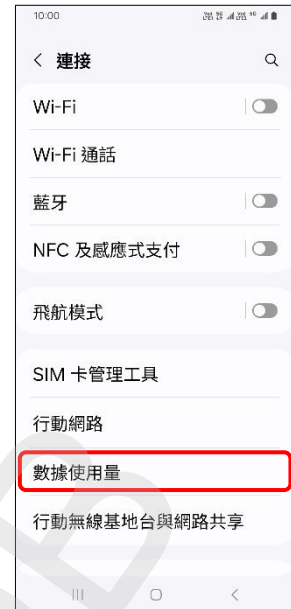 10:00
連接
Wi-Fi
Wi-Fi 通話
藍牙
NFC 及感應式支付
飛航模式
SIM 卡管理工具
行動網路
數據使用量
行動無線基地台與網路共享